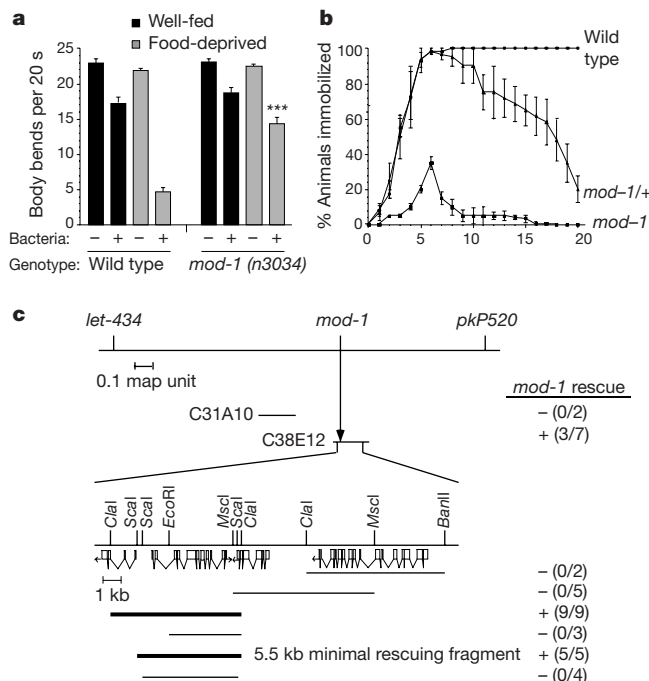 a
Well-fed
Food-deprived
Body bends per 20 s
25
20
15
10
5
0
***
Bacteria: – + – + – + – +
Genotype: Wild type mod-1 (n3034)
b
% Animals immobilized
100
80
60
40
20
0
0 5 10 15 20
Wild type
mod–1/+
mod–1
c
let-434 mod-1 pkP520
0.1 map unit
mod-1 rescue
C31A10 – (0/2)
C38E12 + (3/7)
ClaI ScaI ScaI EcoRI MscI ScaI ClaI ClaI MscI BanII
1 kb
– (0/2)
– (0/5)
+ (9/9)
– (0/3)
5.5 kb minimal rescuing fragment + (5/5)
– (0/4)